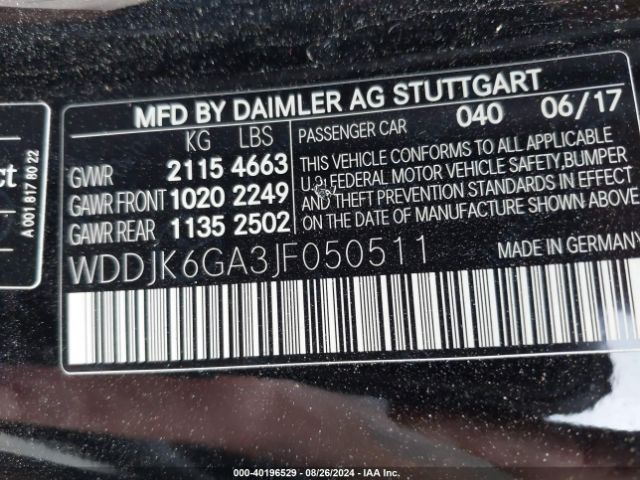 MFD BY DAIMLER AG STUTTGART
KG LBS
PASSENGER CAR 040 06/17
GVWR 2115 4663
GAWR FRONT 1020 2249
GAWR REAR 1135 2502
THIS VEHICLE CONFORMS TO ALL APPLICABLE
U.S. FEDERAL MOTOR VEHICLE SAFETY, BUMPER
AND THEFT PREVENTION STANDARDS IN EFFECT
ON THE DATE OF MANUFACTURE SHOWN ABOVE
WDDJK6GA3JF050511
MADE IN GERMANY
A 001 817 80 22
000-40196529 - 08/26/2024 - IAA Inc.